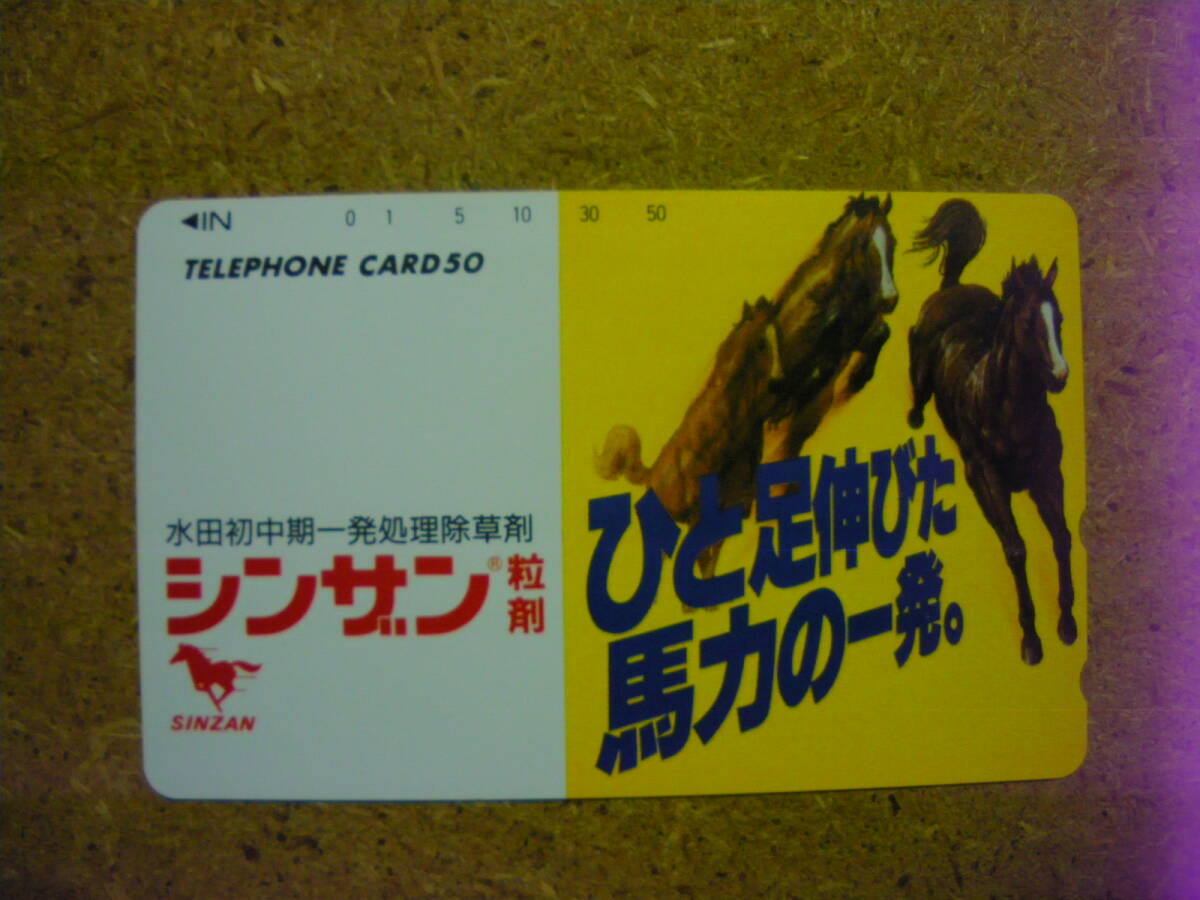 ◀IN 0 1 5 10 30 50
TELEPHONE CARD50
水田初中期一発処理除草剤
シンザン®粒剤
SINZAN
ひと足伸びた
馬力の一発。